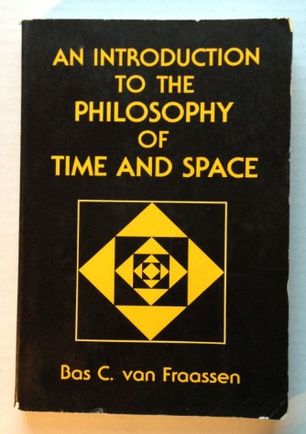 AN INTRODUCTION
TO THE
PHILOSOPHY
OF
TIME AND SPACE
Bas C. van Fraassen